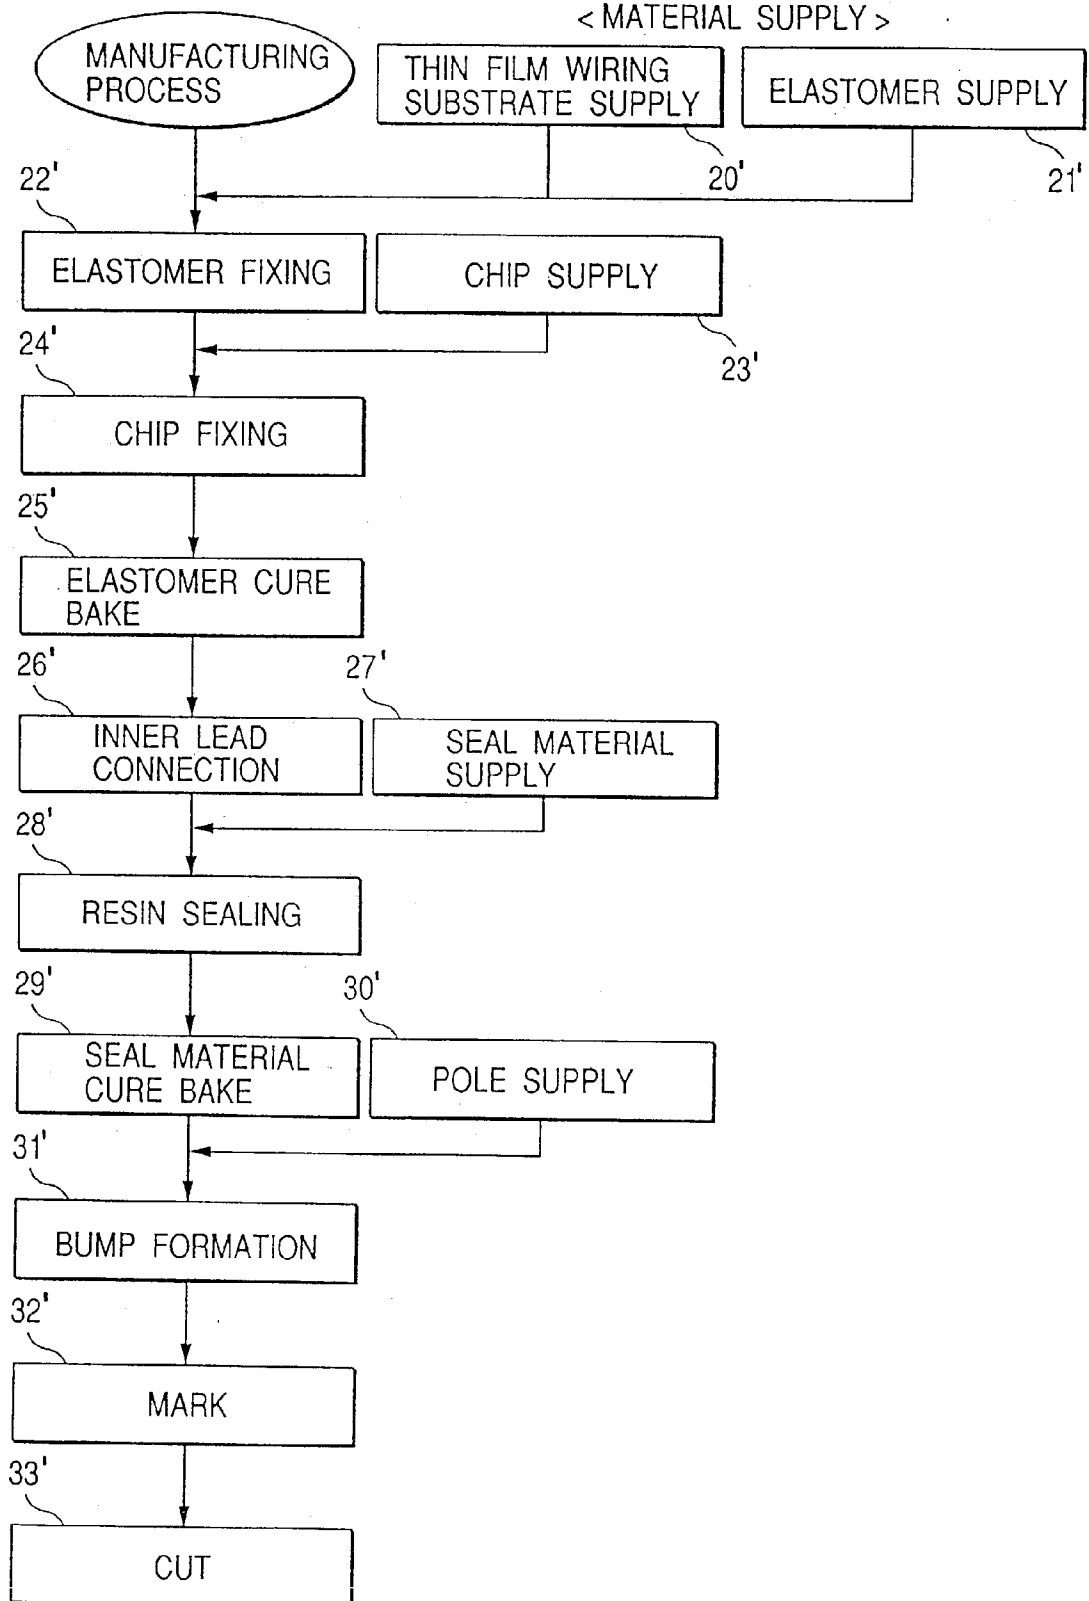 < MATERIAL SUPPLY >
MANUFACTURING
PROCESS
THIN FILM WIRING
SUBSTRATE SUPPLY
ELASTOMER SUPPLY
20'
21'
22'
ELASTOMER FIXING
CHIP SUPPLY
23'
24'
CHIP FIXING
25'
ELASTOMER CURE
BAKE
26'
27'
INNER LEAD
CONNECTION
SEAL MATERIAL
SUPPLY
28'
RESIN SEALING
29'
30'
SEAL MATERIAL
CURE BAKE
POLE SUPPLY
31'
BUMP FORMATION
32'
MARK
33'
CUT